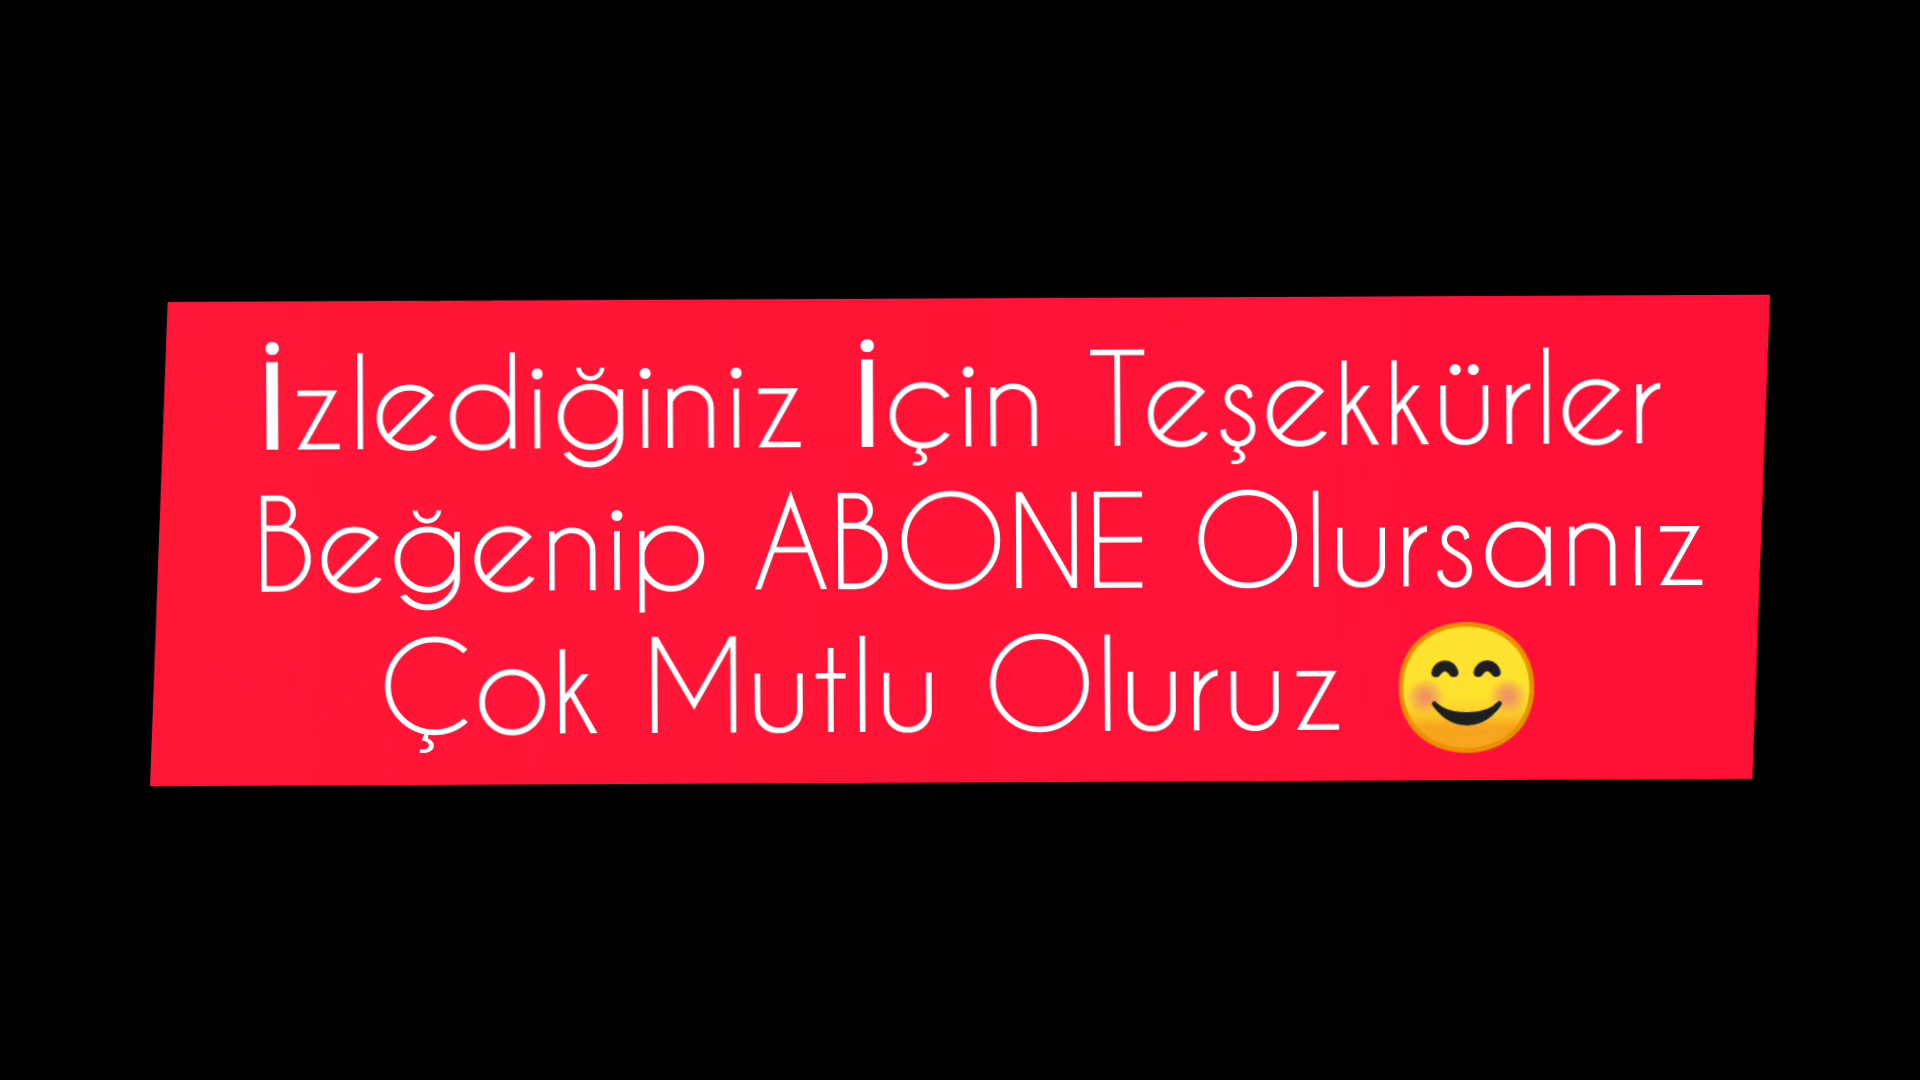 İzlediğiniz İçin Teşekkürler
Beğenip ABONE Olursanız
Çok Mutlu Oluruz 😊